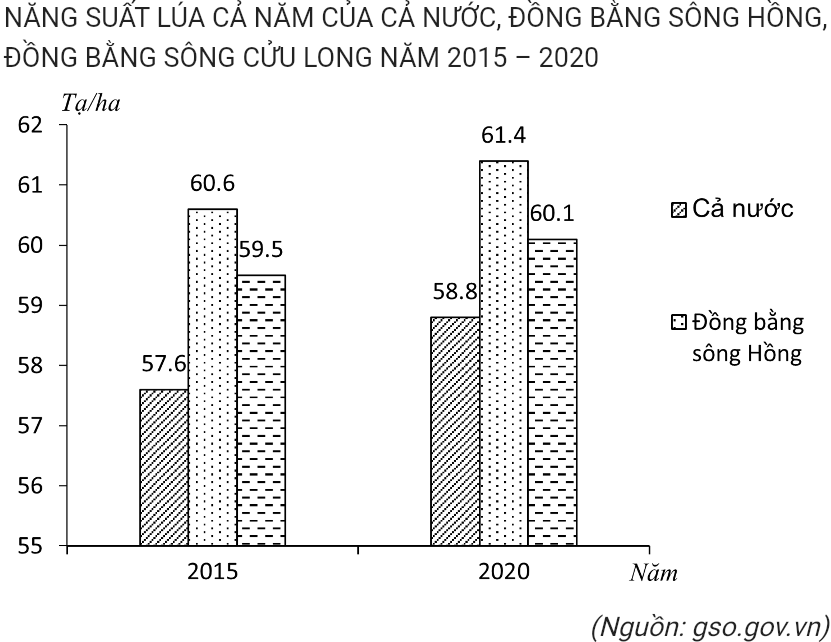 NĂNG SUẤT LÚA CẢ NĂM CỦA CẢ NƯỚC, ĐỒNG BẰNG SÔNG HỒNG,
ĐỒNG BẰNG SÔNG CỬU LONG NĂM 2015 – 2020
Tạ/ha
62
61
60
59
58
57
56
55
57.6
60.6
59.5
58.8
61.4
60.1
2015
2020
Năm
Cả nước
Đồng bằng
sông Hồng
(Nguồn: gso.gov.vn)